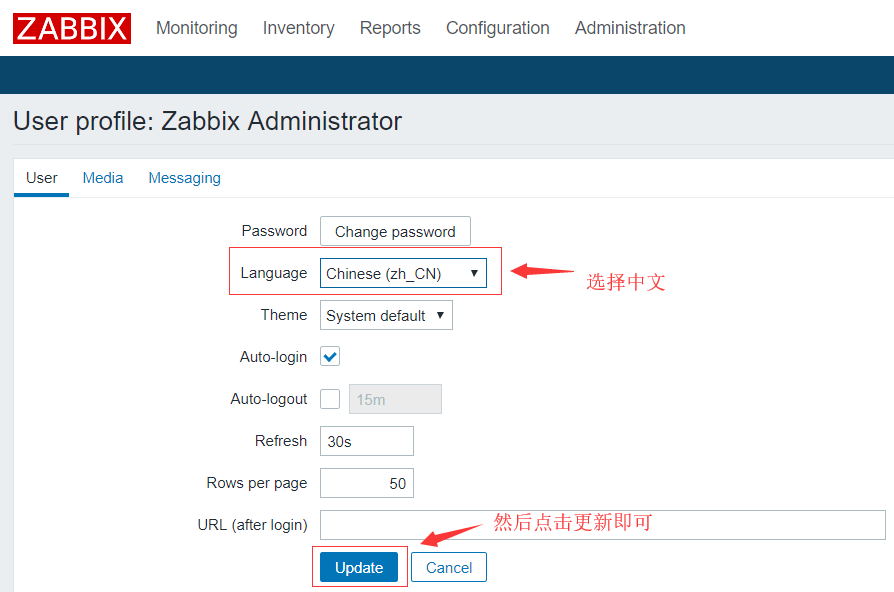 ZABBIX Monitoring Inventory Reports Configuration Administration
User profile: Zabbix Administrator
User Media Messaging
Password Change password
Language Chinese (zh_CN)
选择中文
Theme System default
Auto-login
Auto-logout 15m
Refresh 30s
Rows per page 50
URL (after login)
然后点击更新即可
Update Cancel